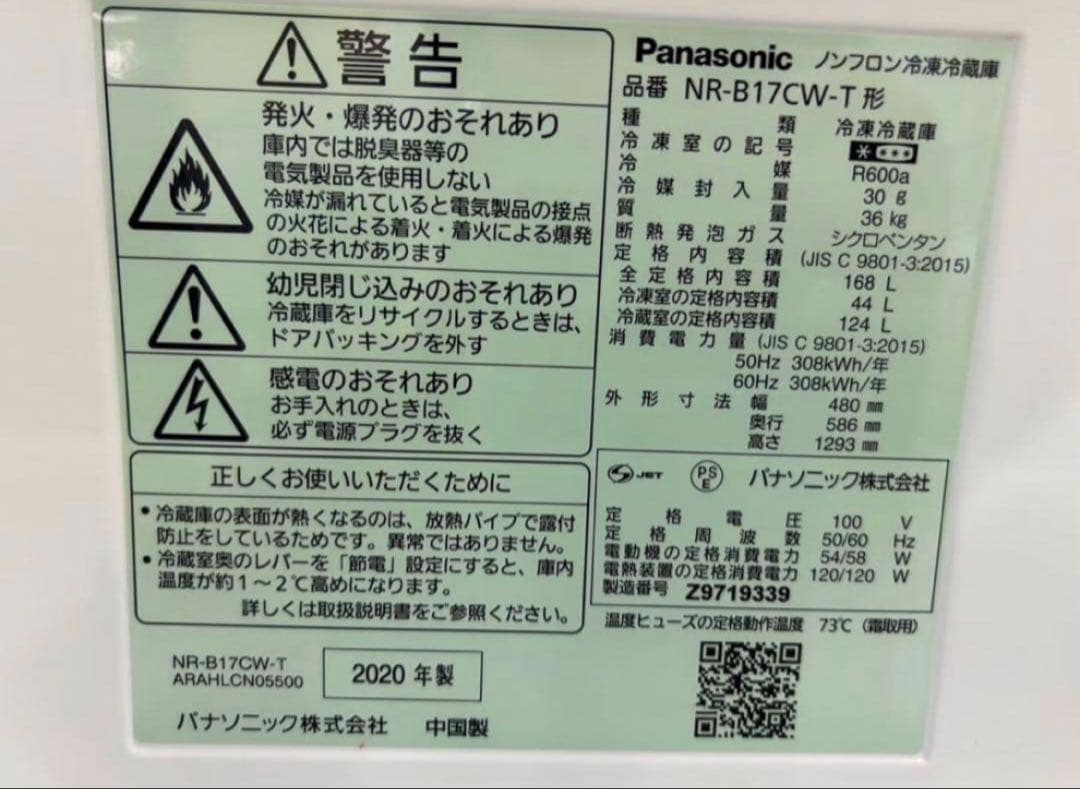 警告
発火・爆発のおそれあり
庫内では脱臭器等の
電気製品を使用しない
冷媒が漏れていると電気製品の接点
の火花による着火・着火による爆発
のおそれがあります
幼児閉じ込みのおそれあり
冷蔵庫をリサイクルするときは、
ドアパッキングを外す
感電のおそれあり
お手入れのときは、
必ず電源プラグを抜く
正しくお使いいただくために
•冷蔵庫の表面が熱くなるのは、放熱パイプで露付
防止をしているためです。異常ではありません。
•冷蔵室奥のレバーを「節電」設定にすると、庫内
温度が約1～2℃高めになります。
詳しくは取扱説明書をご参照ください。
NR-B17CW-T
ARAHLCN05500
2020 年製
パナソニック株式会社 中国製
Panasonic ノンフロン冷凍冷蔵庫
品番 NR-B17CW-T 形
種類 冷凍冷蔵庫
冷凍室の記号 * ***
冷媒 R600a
冷媒封入量 30 g
質量 36 kg
断熱発泡ガス シクロペンタン
定格内容積 (JIS C 9801-3:2015)
全定格内容積 168 L
冷凍室の定格内容積 44 L
冷蔵室の定格内容積 124 L
消費電力量 (JIS C 9801-3:2015)
50Hz 308kWh/年
60Hz 308kWh/年
外形寸法 幅 480 mm
奥行 586 mm
高さ 1293 mm
JET PSE パナソニック株式会社
定格電圧 100 V
定格周波数 50/60 Hz
電動機の定格消費電力 54/58 W
電熱装置の定格消費電力 120/120 W
製造番号 Z9719339
温度ヒューズの定格動作温度 73℃ (霜取用)